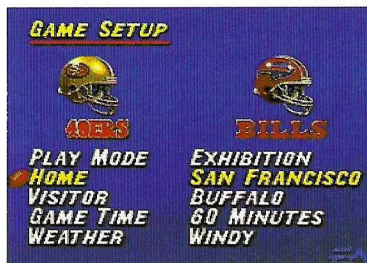 GAME SETUP
49ERS BILLS
PLAY MODE EXHIBITION
HOME SAN FRANCISCO
VISITOR BUFFALO
GAME TIME 60 MINUTES
WEATHER WINDY